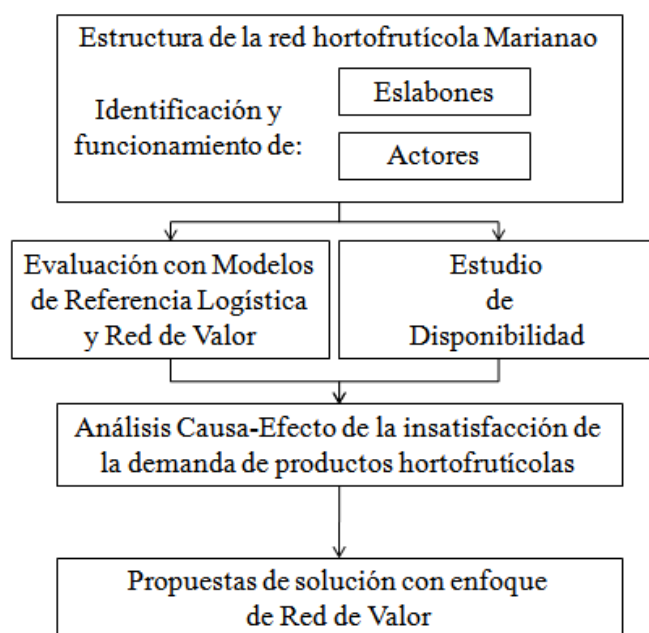 Estructura de la red hortofrutícola Marianao
Identificación y
funcionamiento de:
Eslabones
Actores
Evaluación con Modelos
de Referencia Logística
y Red de Valor
Estudio
de
Disponibilidad
Análisis Causa-Efecto de la insatisfacción de
la demanda de productos hortofrutícolas
Propuestas de solución con enfoque
de Red de Valor